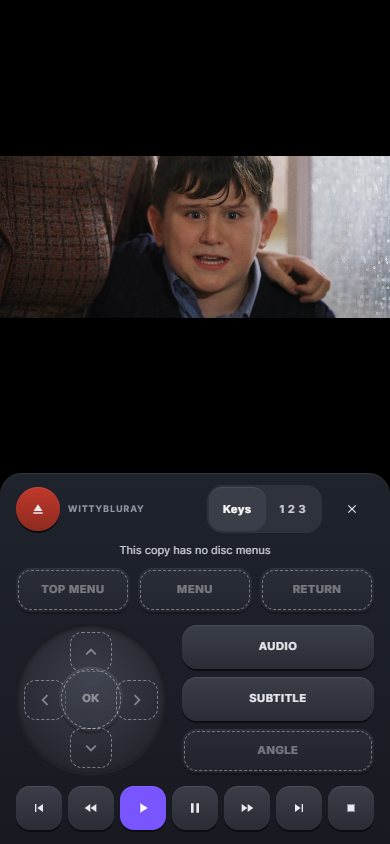 WITTYBLURAY
Keys
1 2 3
This copy has no disc menus
TOP MENU
MENU
RETURN
OK
AUDIO
SUBTITLE
ANGLE